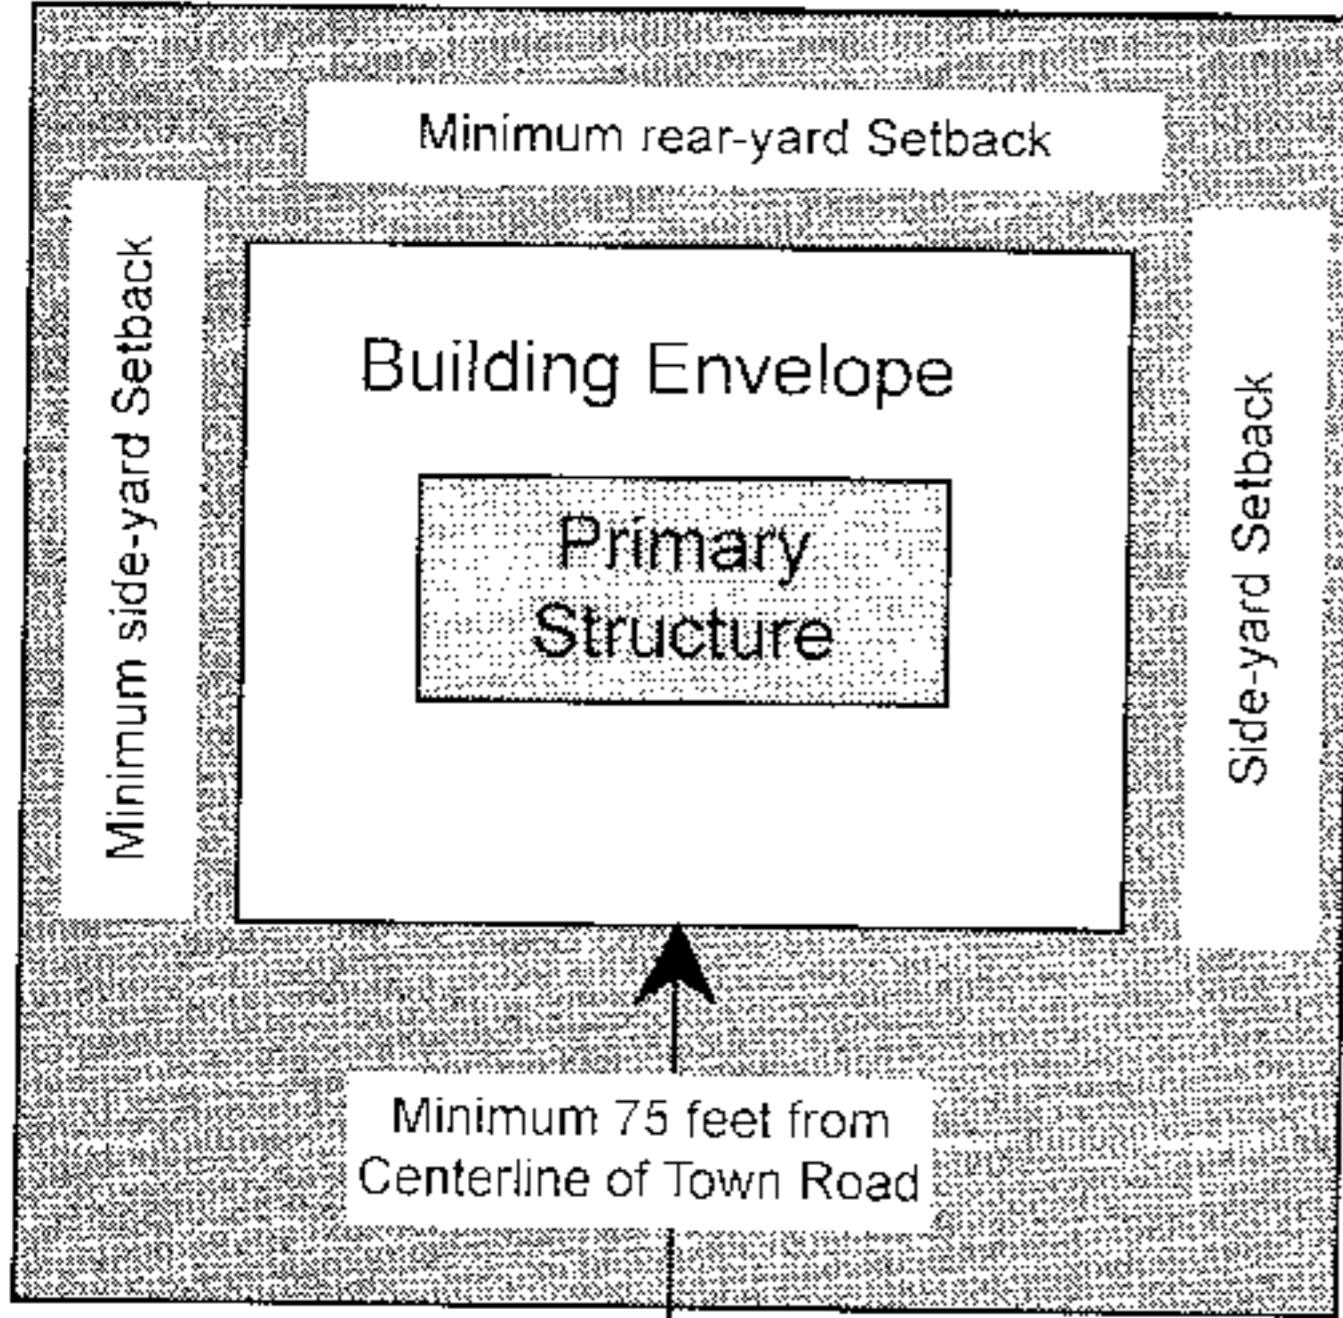 Minimum rear-yard Setback
Minimum side-yard Setback
Building Envelope
Primary
Structure
Side-yard Setback
Minimum 75 feet from
Centerline of Town Road